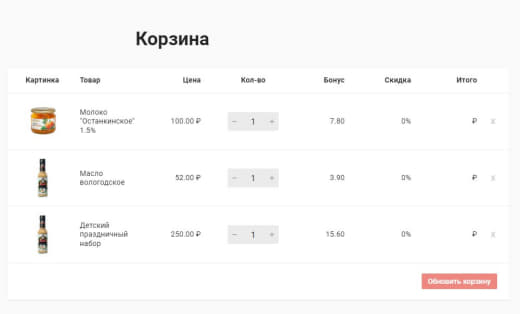 Корзина
Картинка Товар Цена Кол-во Бонус Скидка Итого
Молоко
"Останкинское" 100.00 ₽ − 1 + 7.80 0% ₽ x
1.5%
Масло 52.00 ₽ − 1 + 3.90 0% ₽ x
вологодское
Детский
праздничный 250.00 ₽ − 1 + 15.60 0% ₽ x
набор
Обновить корзину